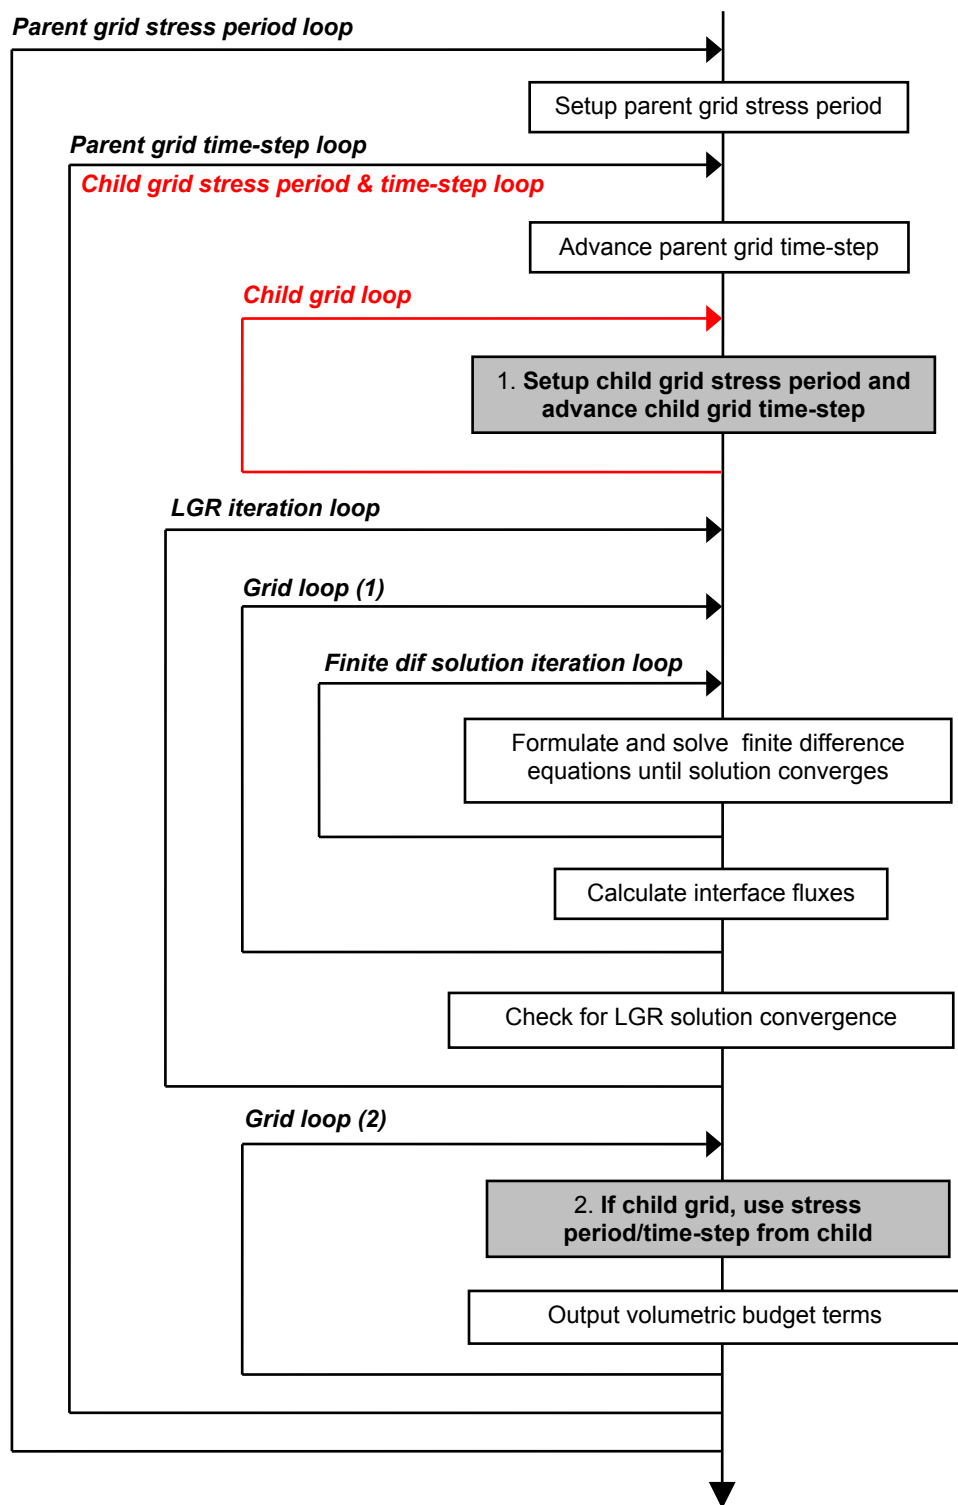 Parent grid stress period loop
Setup parent grid stress period
Parent grid time-step loop
Child grid stress period & time-step loop
Advance parent grid time-step
Child grid loop
1. Setup child grid stress period and
advance child grid time-step
LGR iteration loop
Grid loop (1)
Finite dif solution iteration loop
Formulate and solve finite difference
equations until solution converges
Calculate interface fluxes
Check for LGR solution convergence
Grid loop (2)
2. If child grid, use stress
period/time-step from child
Output volumetric budget terms